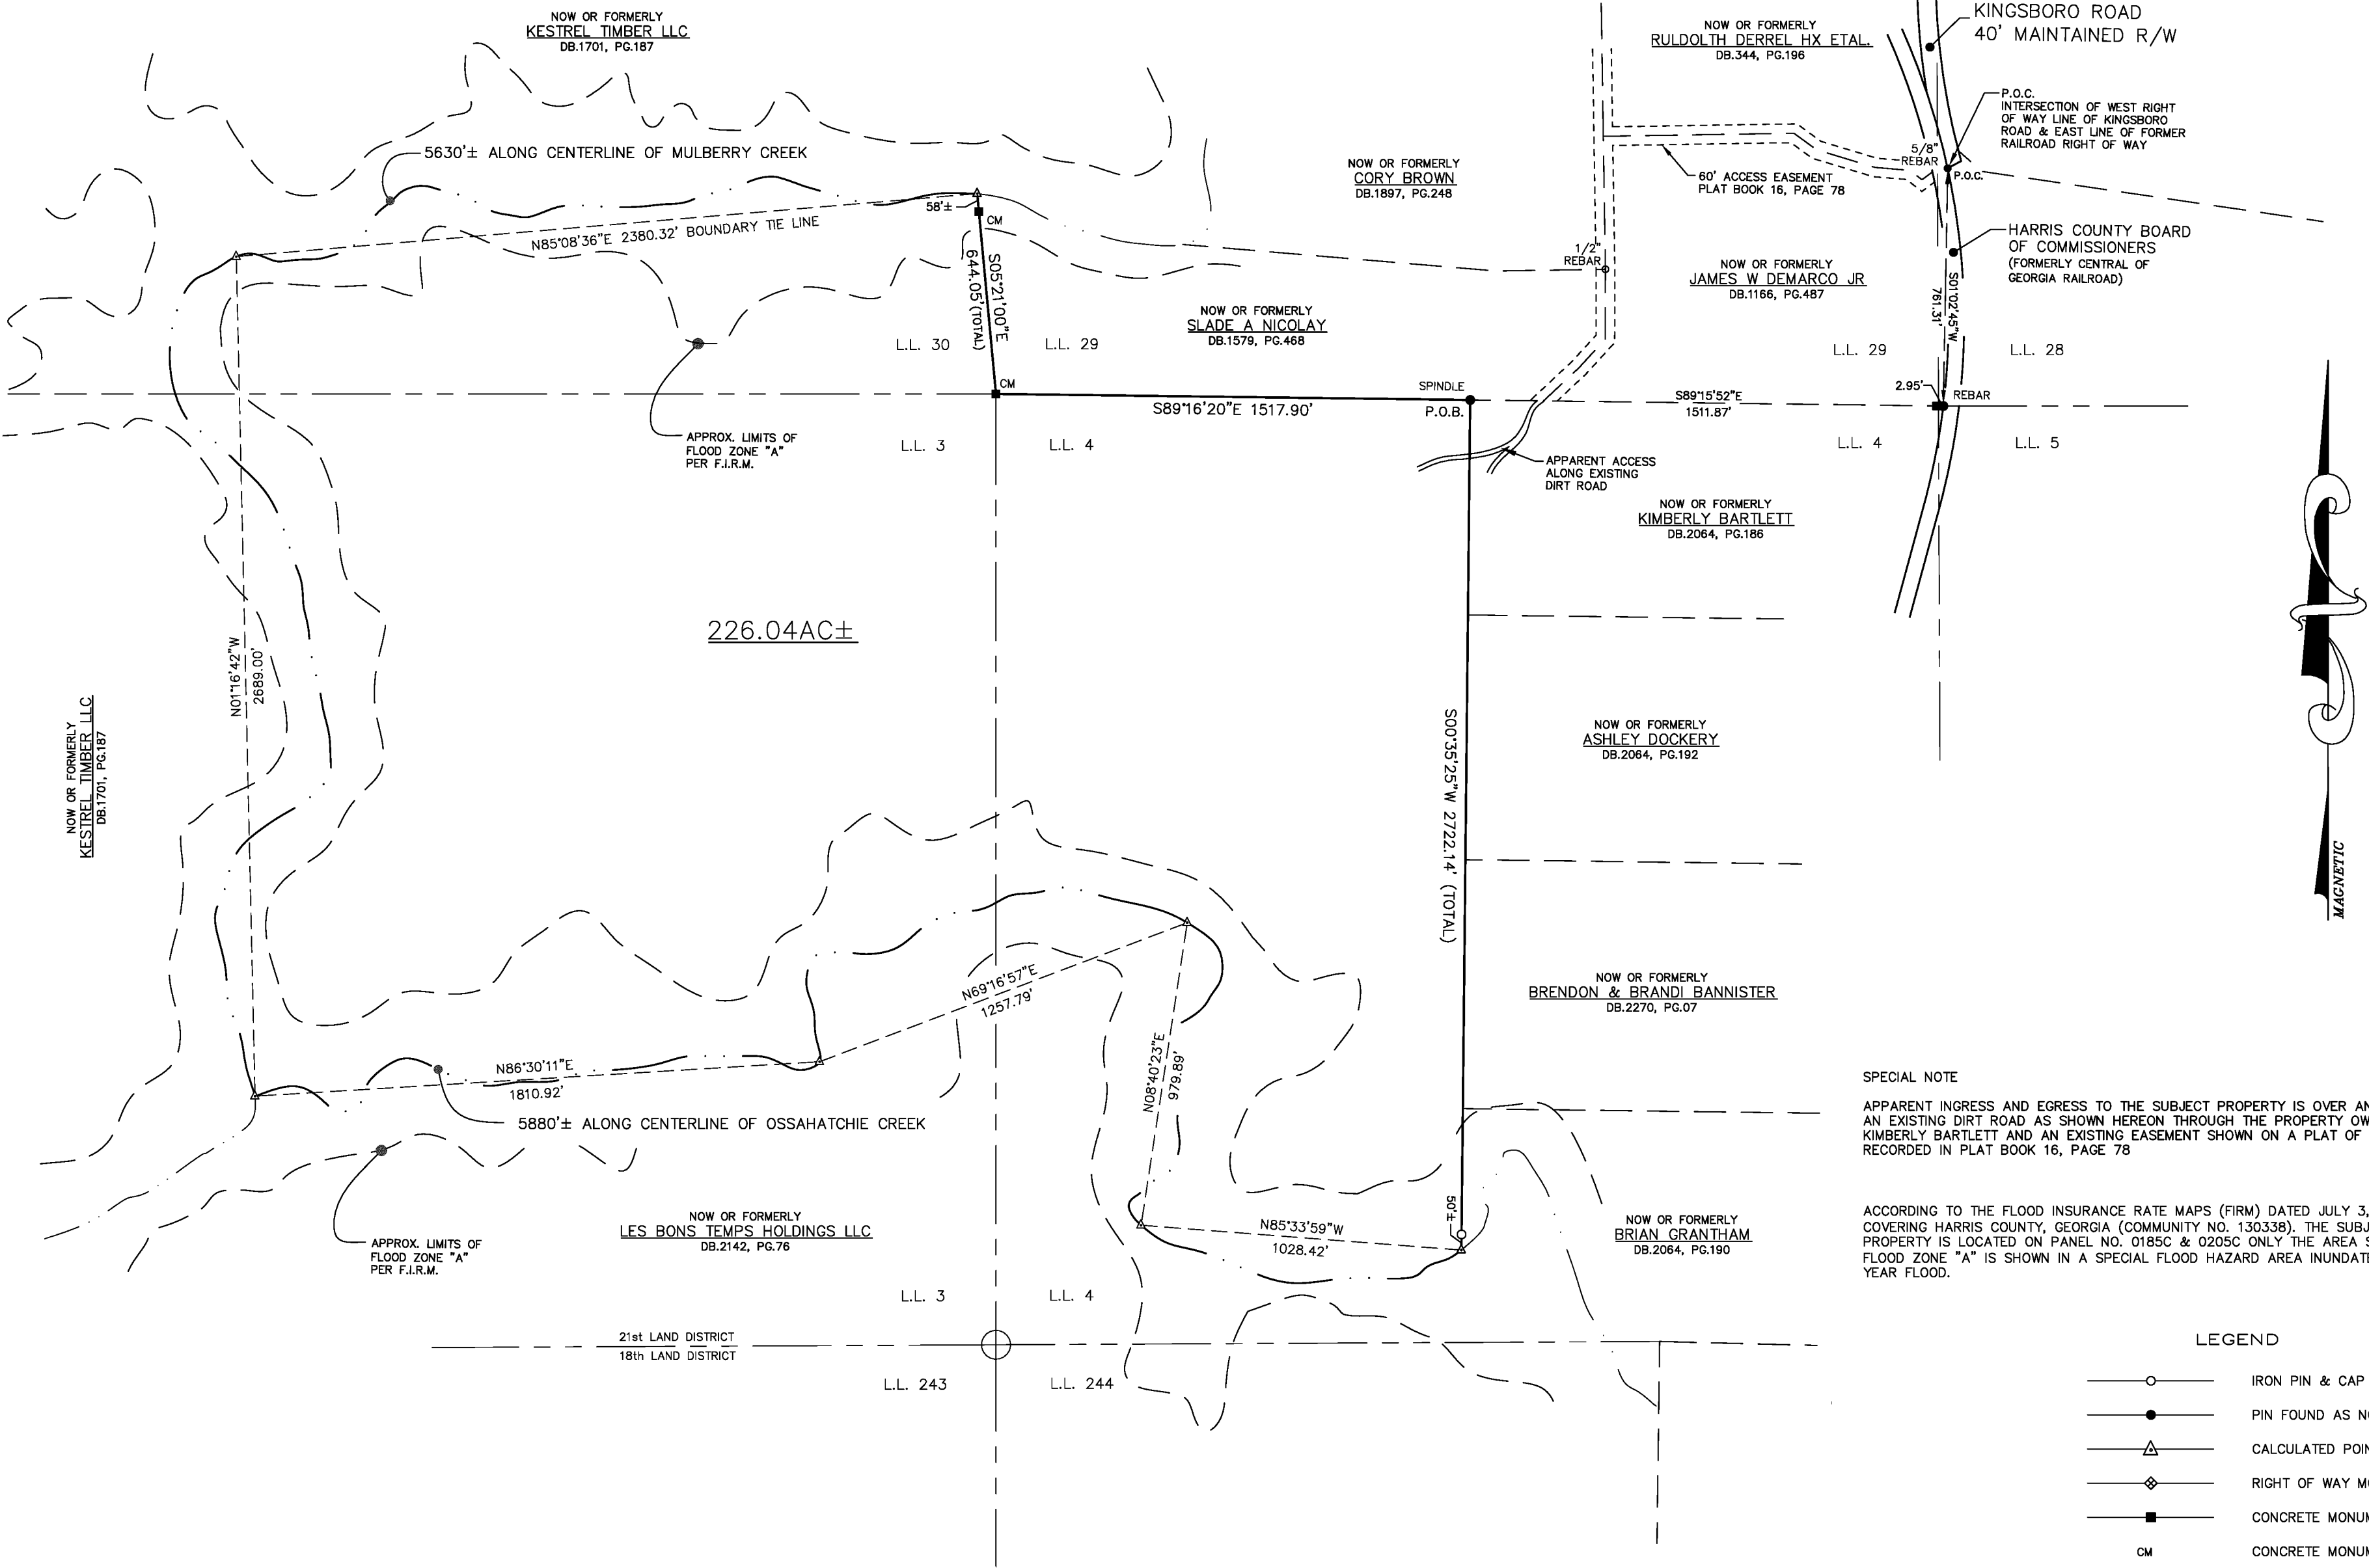 NOW OR FORMERLY
KESTREL TIMBER LLC
DB.1701, PG.187
NOW OR FORMERLY
RULDOLTH DERREL HX ETAL.
DB.344, PG.196
KINGSBORO ROAD
40' MAINTAINED R/W
P.O.C.
INTERSECTION OF WEST RIGHT
OF WAY LINE OF KINGSBORO
ROAD & EAST LINE OF FORMER
RAILROAD RIGHT OF WAY
5/8"
REBAR
P.O.C.
5630'± ALONG CENTERLINE OF MULBERRY CREEK
NOW OR FORMERLY
CORY BROWN
DB.1897, PG.248
60' ACCESS EASEMENT
PLAT BOOK 16, PAGE 78
58'±
CM
N85°08'36"E 2380.32' BOUNDARY TIE LINE
1/2"
REBAR
HARRIS COUNTY BOARD
OF COMMISSIONERS
(FORMERLY CENTRAL OF
GEORGIA RAILROAD)
NOW OR FORMERLY
JAMES W DEMARCO JR
DB.1166, PG.487
S05°21'00"E
644.05'(TOTAL)
S01°02'45"W
761.31'
NOW OR FORMERLY
SLADE A NICOLAY
DB.1579, PG.468
L.L. 30
L.L. 29
L.L. 29
L.L. 28
CM
SPINDLE
P.O.B.
S89°16'20"E 1517.90'
S89°15'52"E
1511.87'
2.95'
REBAR
APPROX. LIMITS OF
FLOOD ZONE "A"
PER F.I.R.M.
L.L. 3
L.L. 4
L.L. 4
L.L. 5
APPARENT ACCESS
ALONG EXISTING
DIRT ROAD
NOW OR FORMERLY
KIMBERLY BARTLETT
DB.2064, PG.186
226.04AC±
N01°16'42"W
2689.00'
NOW OR FORMERLY
KESTREL TIMBER LLC
DB.1701, PG.187
S00°35'25"W 2722.14' (TOTAL)
NOW OR FORMERLY
ASHLEY DOCKERY
DB.2064, PG.192
MAGNETIC
N69°16'57"E
1257.79'
NOW OR FORMERLY
BRENDON & BRANDI BANNISTER
DB.2270, PG.07
N08°40'23"E
979.89'
N86°30'11"E
1810.92'
5880'± ALONG CENTERLINE OF OSSAHATCHIE CREEK
SPECIAL NOTE
APPARENT INGRESS AND EGRESS TO THE SUBJECT PROPERTY IS OVER
AN EXISTING DIRT ROAD AS SHOWN HEREON THROUGH THE PROPERTY
KIMBERLY BARTLETT AND AN EXISTING EASEMENT SHOWN ON A PLAT OF
RECORDED IN PLAT BOOK 16, PAGE 78
50'±
N85°33'59"W
1028.42'
NOW OR FORMERLY
LES BONS TEMPS HOLDINGS LLC
DB.2142, PG.76
NOW OR FORMERLY
BRIAN GRANTHAM
DB.2064, PG.190
APPROX. LIMITS OF
FLOOD ZONE "A"
PER F.I.R.M.
ACCORDING TO THE FLOOD INSURANCE RATE MAPS (FIRM) DATED JULY 3,
COVERING HARRIS COUNTY, GEORGIA (COMMUNITY NO. 130338). THE
PROPERTY IS LOCATED ON PANEL NO. 0185C & 0205C ONLY THE AREA
FLOOD ZONE "A" IS SHOWN IN A SPECIAL FLOOD HAZARD AREA
YEAR FLOOD.
L.L. 3
L.L. 4
21st LAND DISTRICT
18th LAND DISTRICT
L.L. 243
L.L. 244
LEGEND
IRON PIN & CAP
PIN FOUND AS
CALCULATED
RIGHT OF WAY
CONCRETE
CM CONCRETE